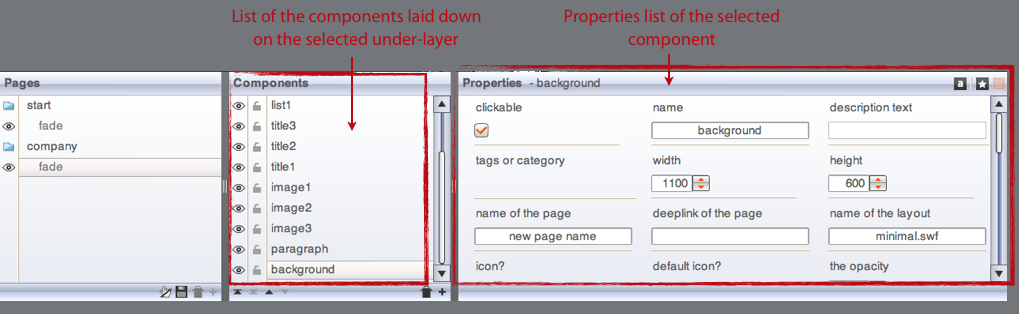 List of the components laid down
on the selected under-layer
Properties list of the selected
component
Pages
start
fade
company
fade
Components
list1
title3
title2
title1
image1
image2
image3
paragraph
background
Properties - background
a
clickable
name
description text
background
tags or category
width
height
1100
600
name of the page
deeplink of the page
name of the layout
new page name
minimal.swf
icon?
default icon?
the opacity